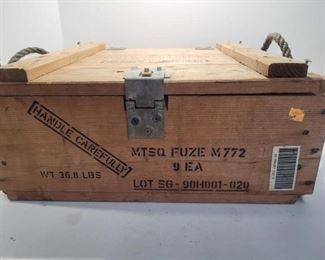 HANDLE CAREFULLY
MTSQ FUZE M772
9 EA
WT 36.8 LBS
LOT SG-90H001-020